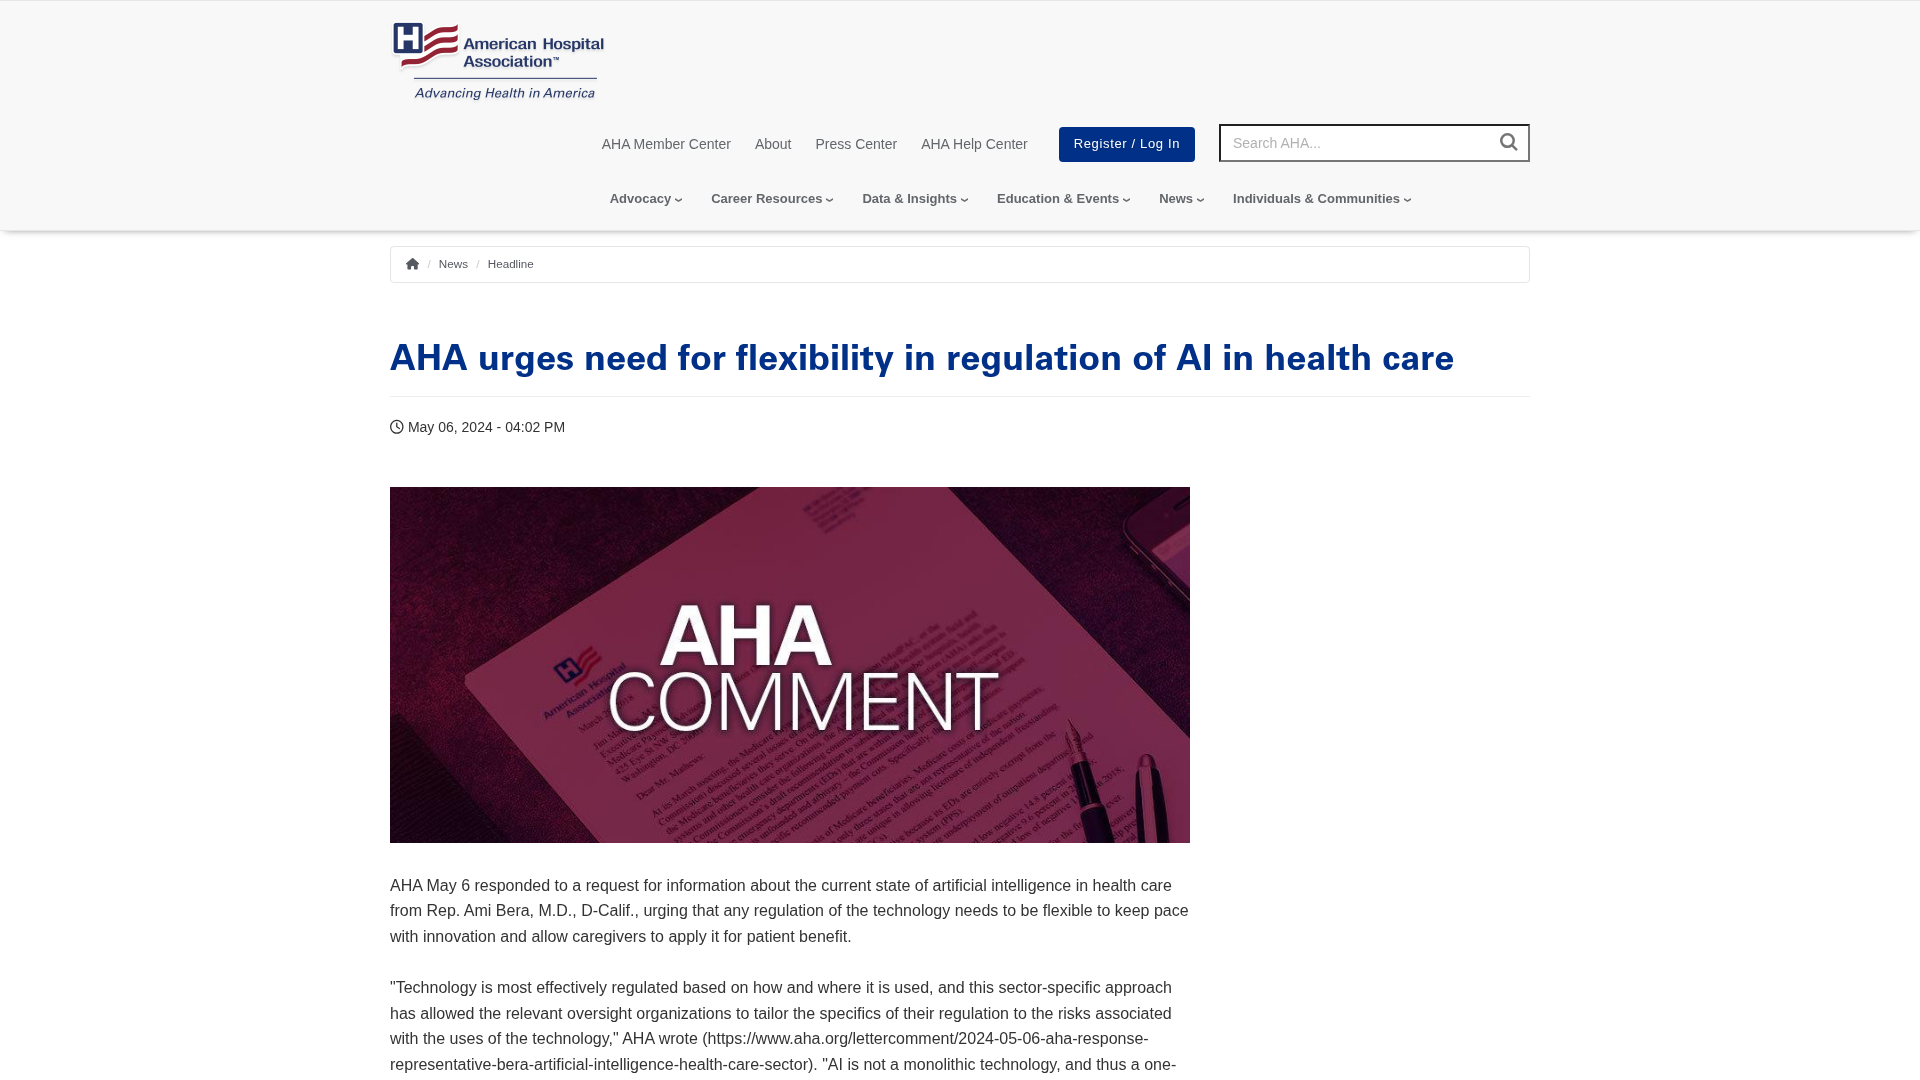 American Hospital
Association™
Advancing Health in America
AHA Member Center About Press Center AHA Help Center Register / Log In Search AHA...
Advocacy Career Resources Data & Insights Education & Events News Individuals & Communities
/ News / Headline
AHA urges need for flexibility in regulation of AI in health care
May 06, 2024 - 04:02 PM
American Hospital
Association
Dear Mr. Mathews:
AHA
COMMENT
AHA May 6 responded to a request for information about the current state of artificial intelligence in health care
from Rep. Ami Bera, M.D., D-Calif., urging that any regulation of the technology needs to be flexible to keep pace
with innovation and allow caregivers to apply it for patient benefit.
"Technology is most effectively regulated based on how and where it is used, and this sector-specific approach
has allowed the relevant oversight organizations to tailor the specifics of their regulation to the risks associated
with the uses of the technology," AHA wrote (https://www.aha.org/lettercomment/2024-05-06-aha-response-
representative-bera-artificial-intelligence-health-care-sector). "AI is not a monolithic technology, and thus a one-